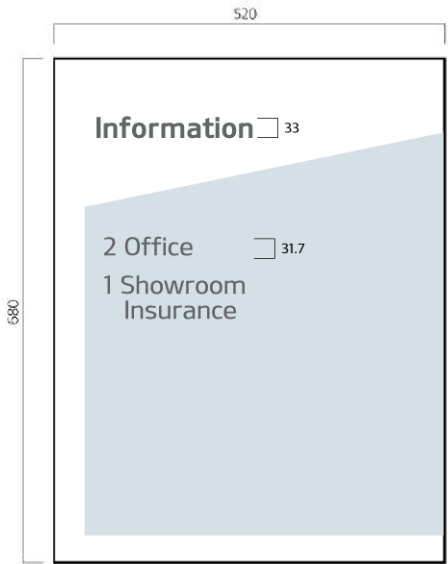 520
Information 33
2 Office 31.7
1 Showroom
Insurance
680